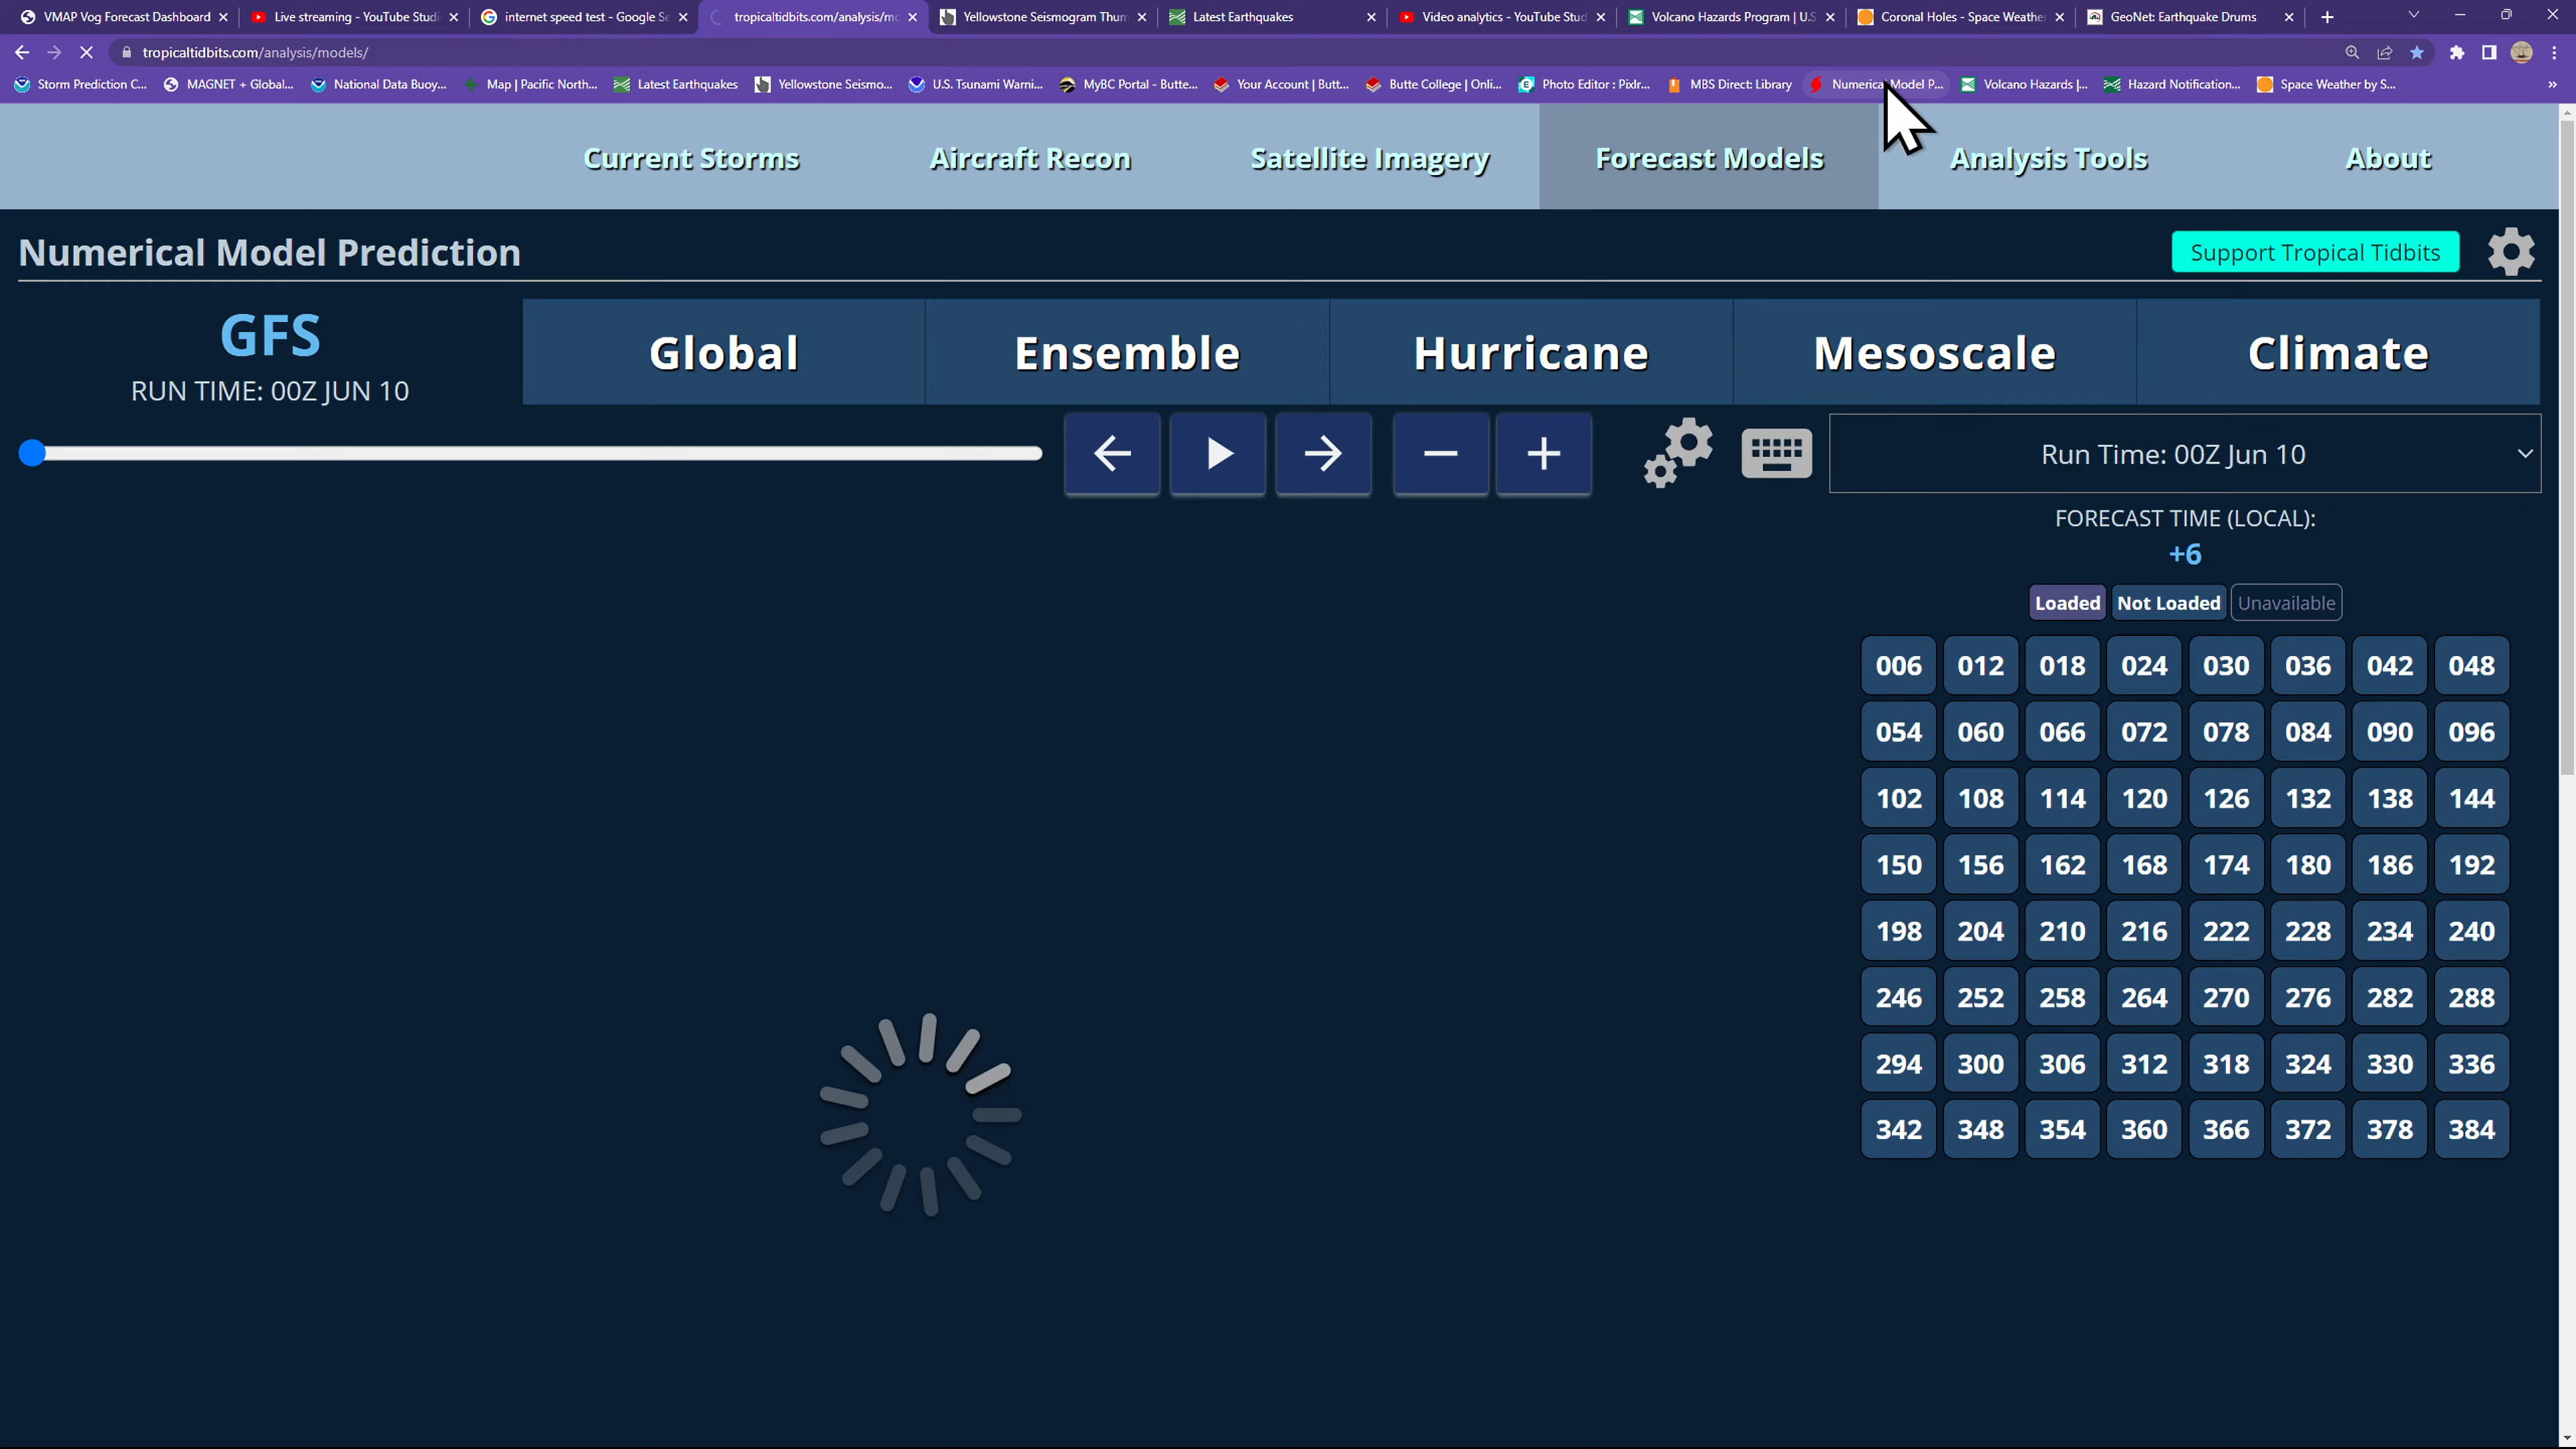 VMAP Vog Forecast Dashboard
Live streaming - YouTube Studi
internet speed test - Google Se
tropicaltidbits.com/analysis/mo
Yellowstone Seismogram Thum
Latest Earthquakes
Video analytics - YouTube Stud
Volcano Hazards Program | U.S
Coronal Holes - Space Weathe
GeoNet: Earthquake Drums
tropicaltidbits.com/analysis/models/
Storm Prediction C...
MAGNET + Global...
National Data Buoy...
Map | Pacific North...
Latest Earthquakes
Yellowstone Seismo...
U.S. Tsunami Warni...
MyBC Portal - Butte...
Your Account | Butt...
Butte College | Onli...
Photo Editor : Pixlr...
MBS Direct: Library
Numerical Model P...
Volcano Hazards |...
Hazard Notification...
Space Weather by S...
Current Storms
Aircraft Recon
Satellite Imagery
Forecast Models
Analysis Tools
About
Numerical Model Prediction
Support Tropical Tidbits
GFS
RUN TIME: 00Z JUN 10
Global
Ensemble
Hurricane
Mesoscale
Climate
Run Time: 00Z Jun 10
FORECAST TIME (LOCAL):
+6
Loaded Not Loaded Unavailable
006 012 018 024 030 036 042 048
054 060 066 072 078 084 090 096
102 108 114 120 126 132 138 144
150 156 162 168 174 180 186 192
198 204 210 216 222 228 234 240
246 252 258 264 270 276 282 288
294 300 306 312 318 324 330 336
342 348 354 360 366 372 378 384